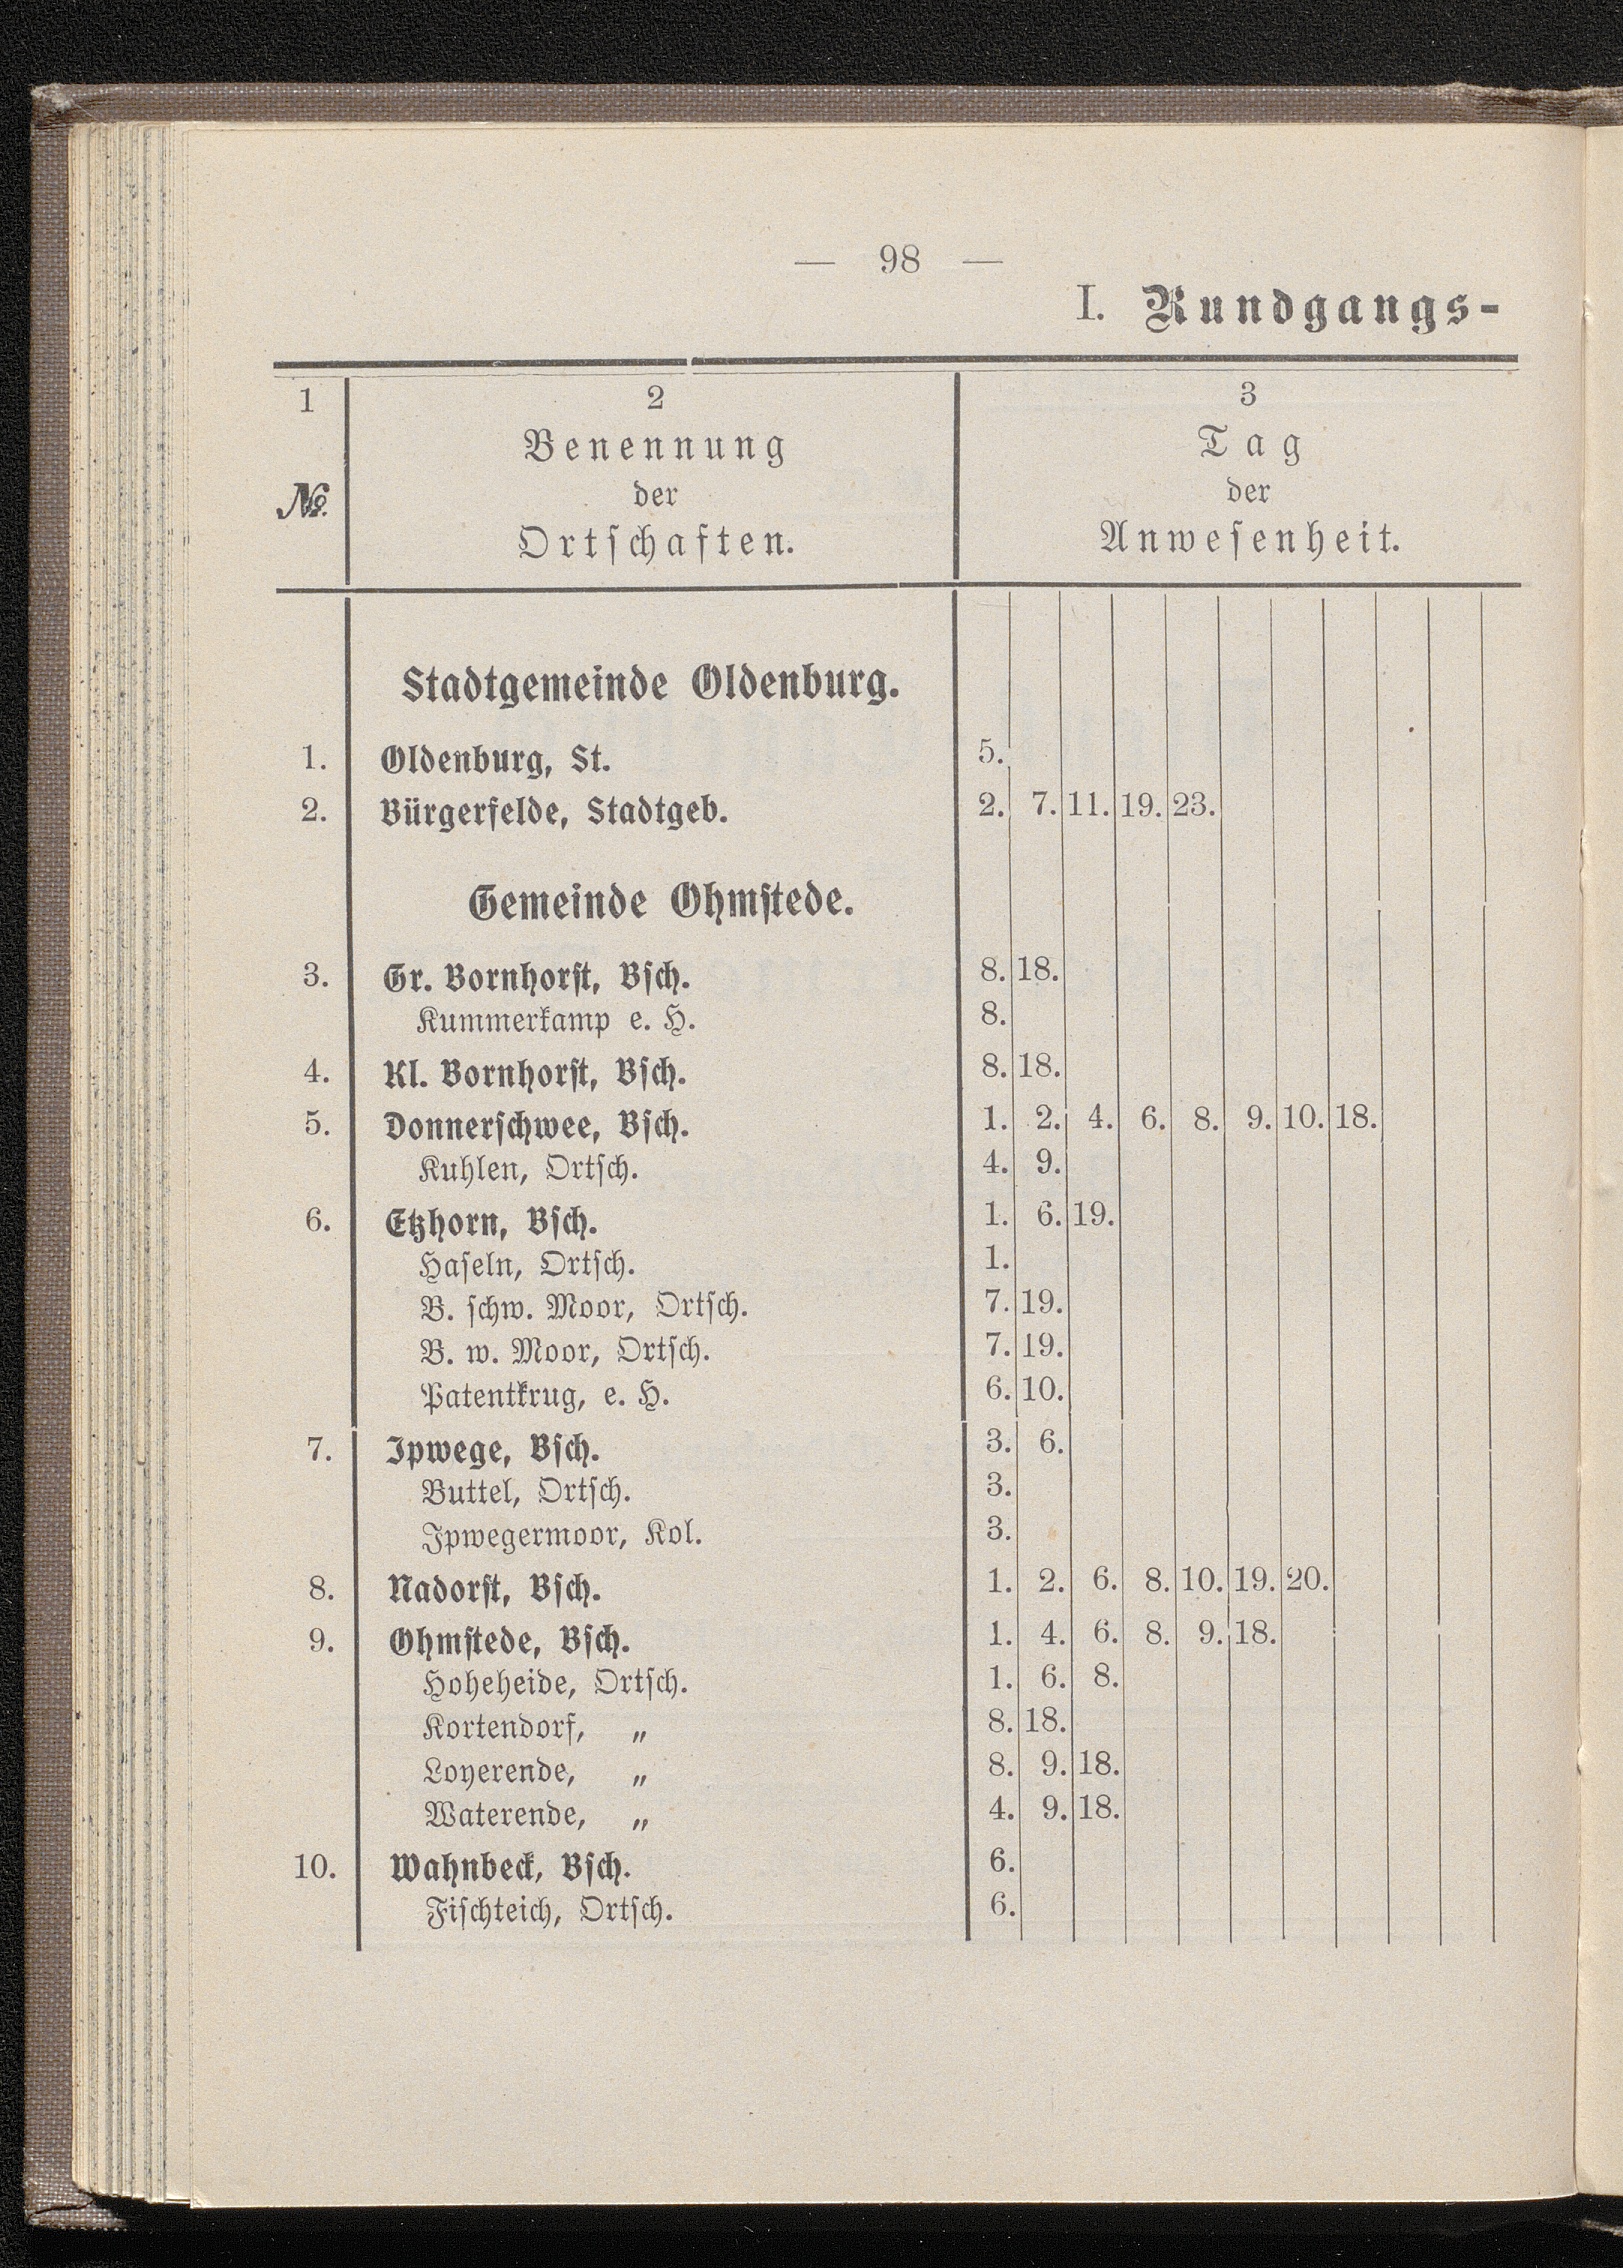 — 98 —
I. Rundgangs-
1 2 3
Benennung Tag
№ der der
Ortschaften. Anwesenheit.
Stadtgemeinde Oldenburg.
1. Oldenburg, St. 5.
2. Bürgerfelde, Stadtgeb. 2. 7. 11. 19. 23.
Gemeinde Ohmstede.
3. Gr. Bornhorst, Bsch. 8. 18.
Kummerkamp e. H. 8.
4. Kl. Bornhorst, Bsch. 8. 18.
5. Donnerschwee, Bsch. 1. 2. 4. 6. 8. 9. 10. 18.
Kuhlen, Ortsch. 4. 9.
6. Etzhorn, Bsch. 1. 6. 19.
Haseln, Ortsch. 1.
B. schw. Moor, Ortsch. 7. 19.
B. w. Moor, Ortsch. 7. 19.
Patentkrug, e. H. 6. 10.
7. Ipwege, Bsch. 3. 6.
Buttel, Ortsch. 3.
Ipwegermoor, Kol. 3.
8. Nadorst, Bsch. 1. 2. 6. 8. 10. 19. 20.
9. Ohmstede, Bsch. 1. 4. 6. 8. 9. 18.
Hoheheide, Ortsch. 1. 6. 8.
Kortendorf, „ 8. 18.
Loyerende, „ 8. 9. 18.
Waterende, „ 4. 9. 18.
10. Wahnbeck, Bsch. 6.
Fischteich, Ortsch. 6.